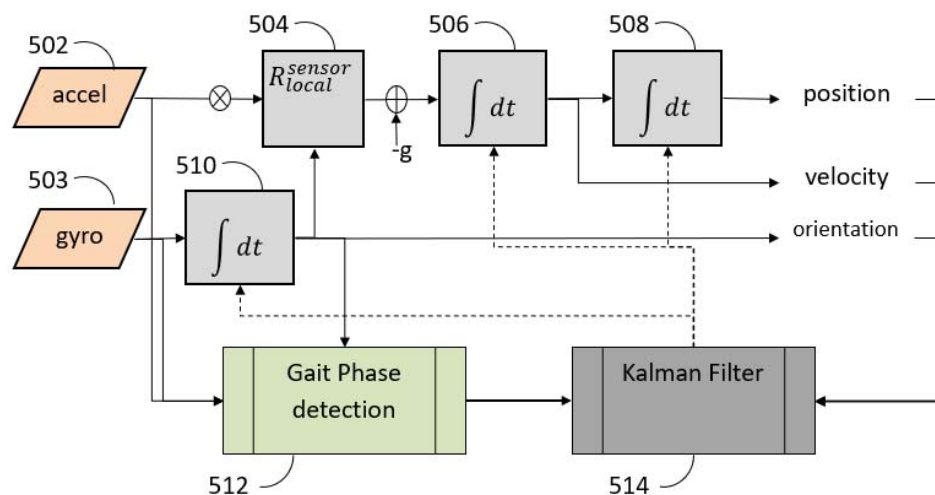 502
504
506
508
accel
R^{sensor}_{local}
∫ dt
∫ dt
position
-g
503
510
velocity
gyro
∫ dt
orientation
Gait Phase
detection
Kalman Filter
512
514